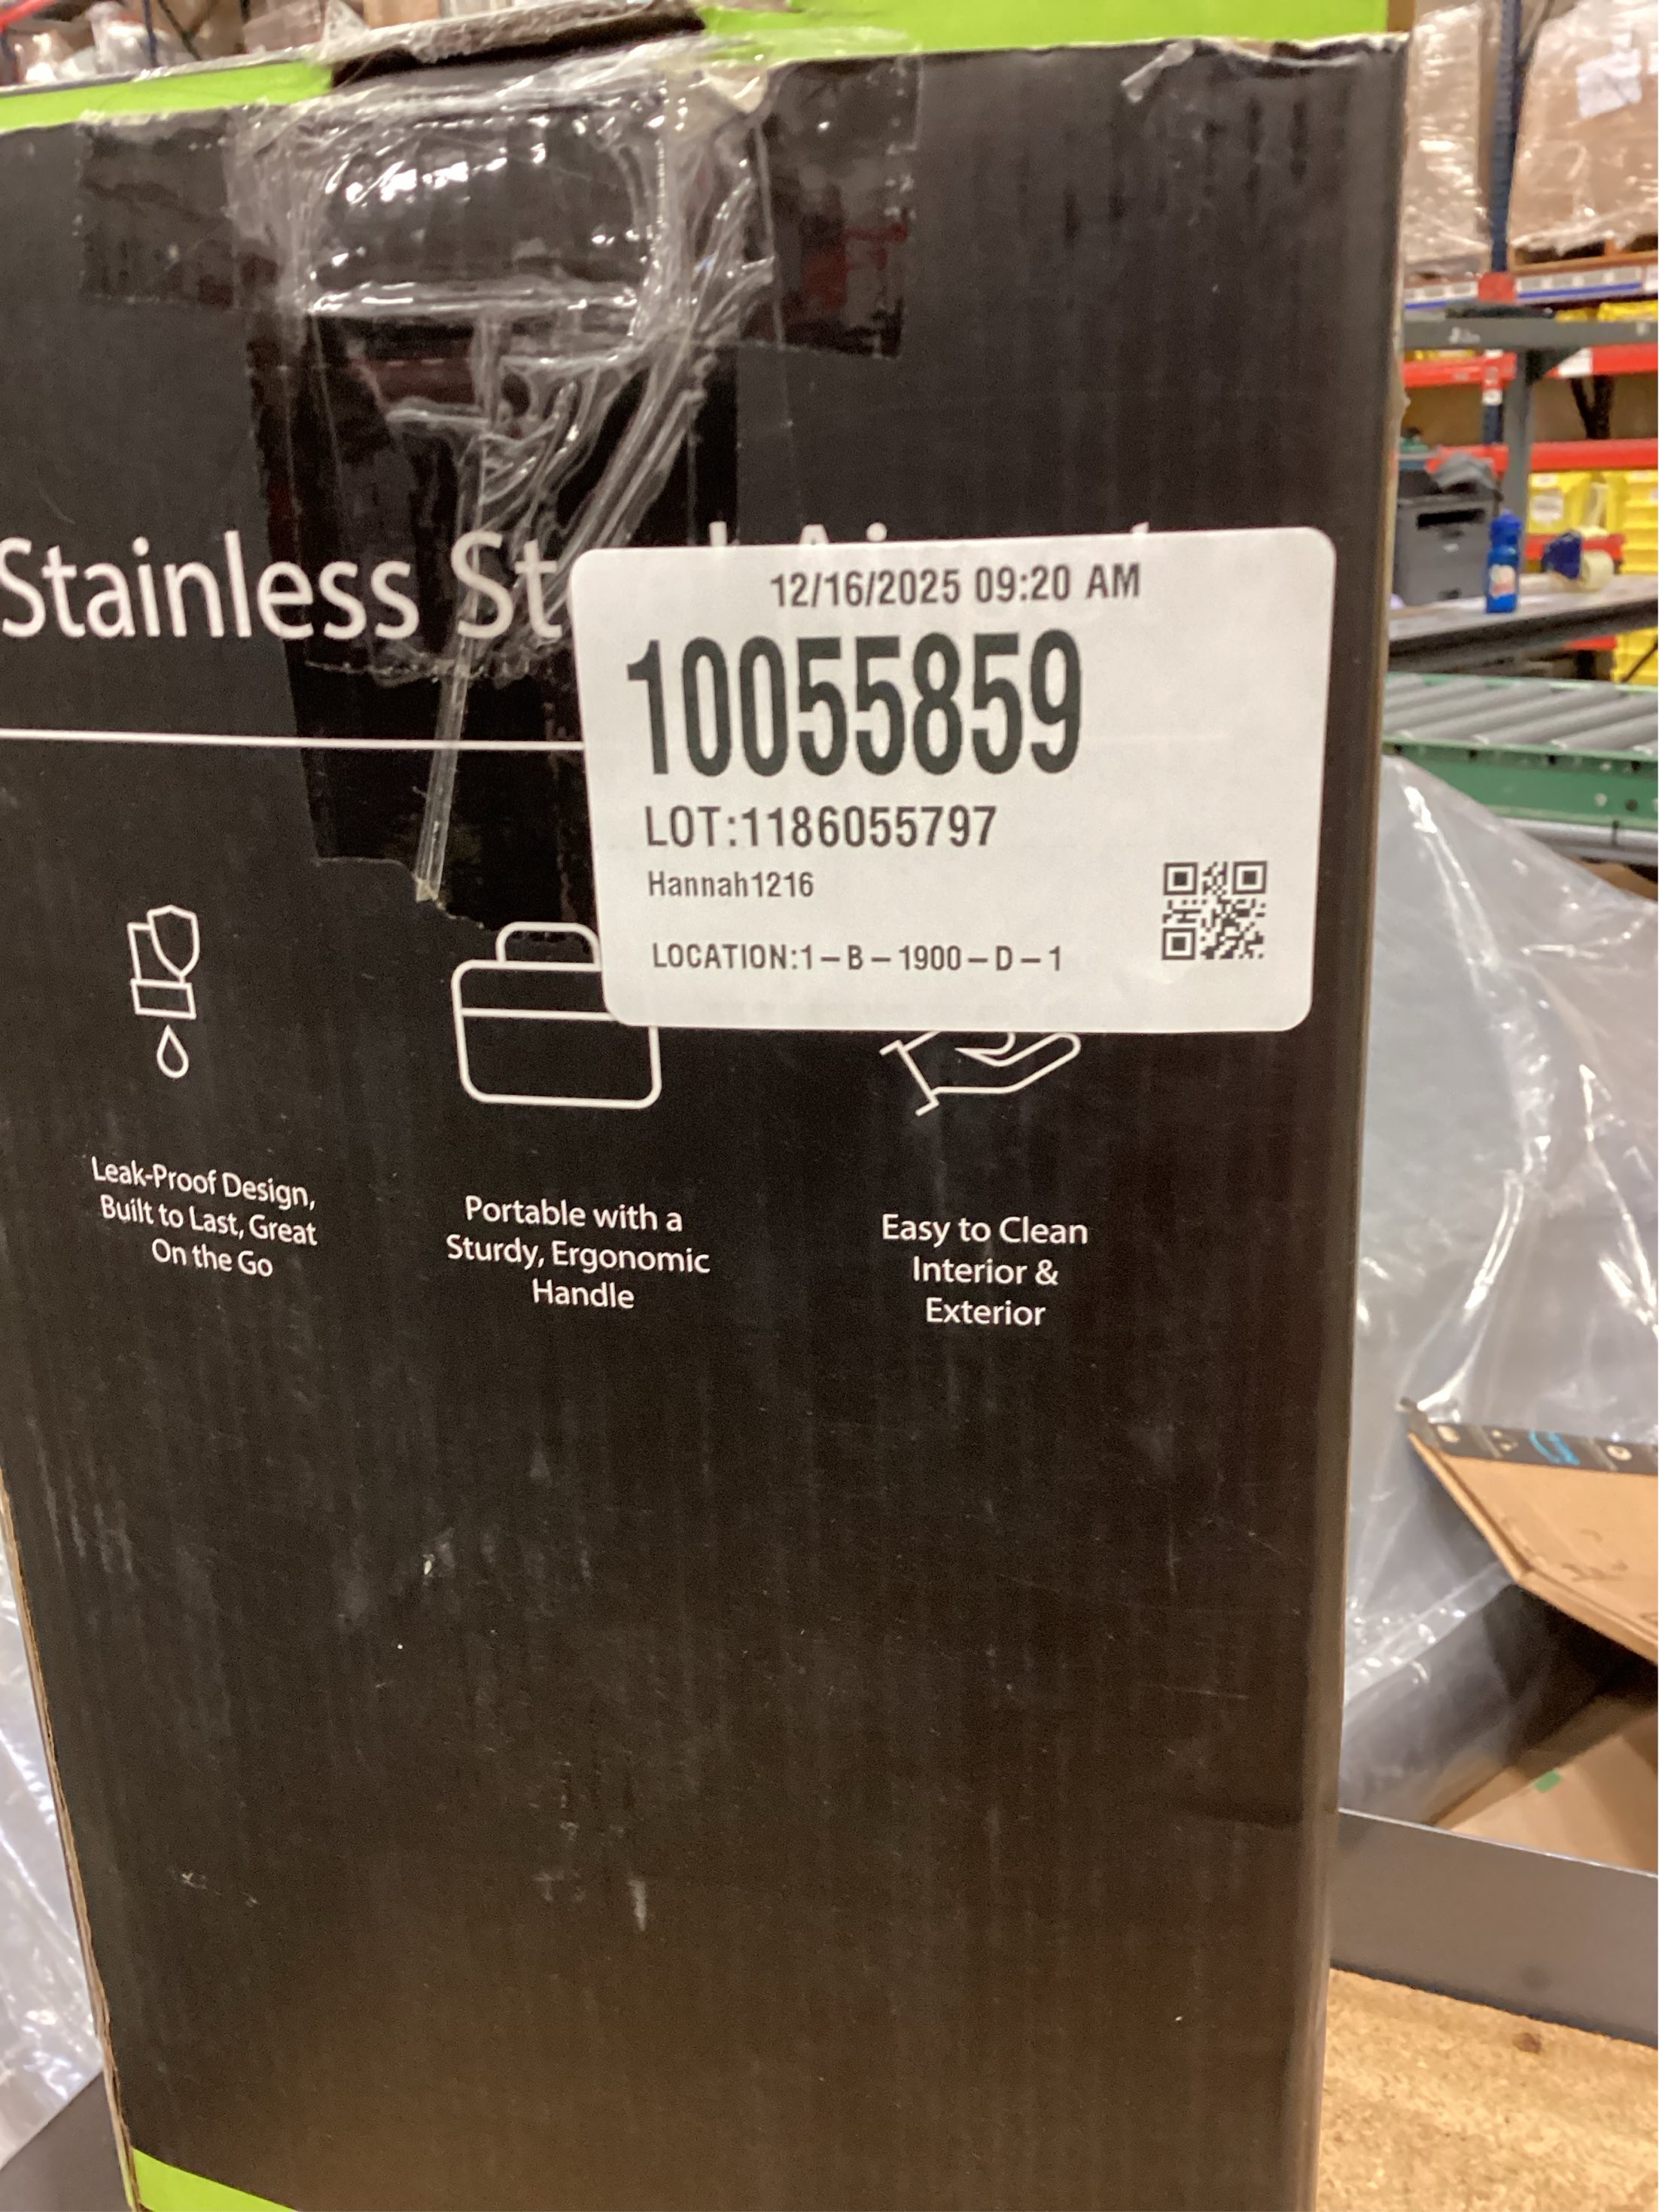 Stainless
12/16/2025 09:20 AM
10055859
LOT:1186055797
Hannah1216
LOCATION:1-B-1900-D-1
Leak-Proof Design,
Built to Last, Great
On the Go
Portable with a
Sturdy, Ergonomic
Handle
Easy to Clean
Interior &
Exterior